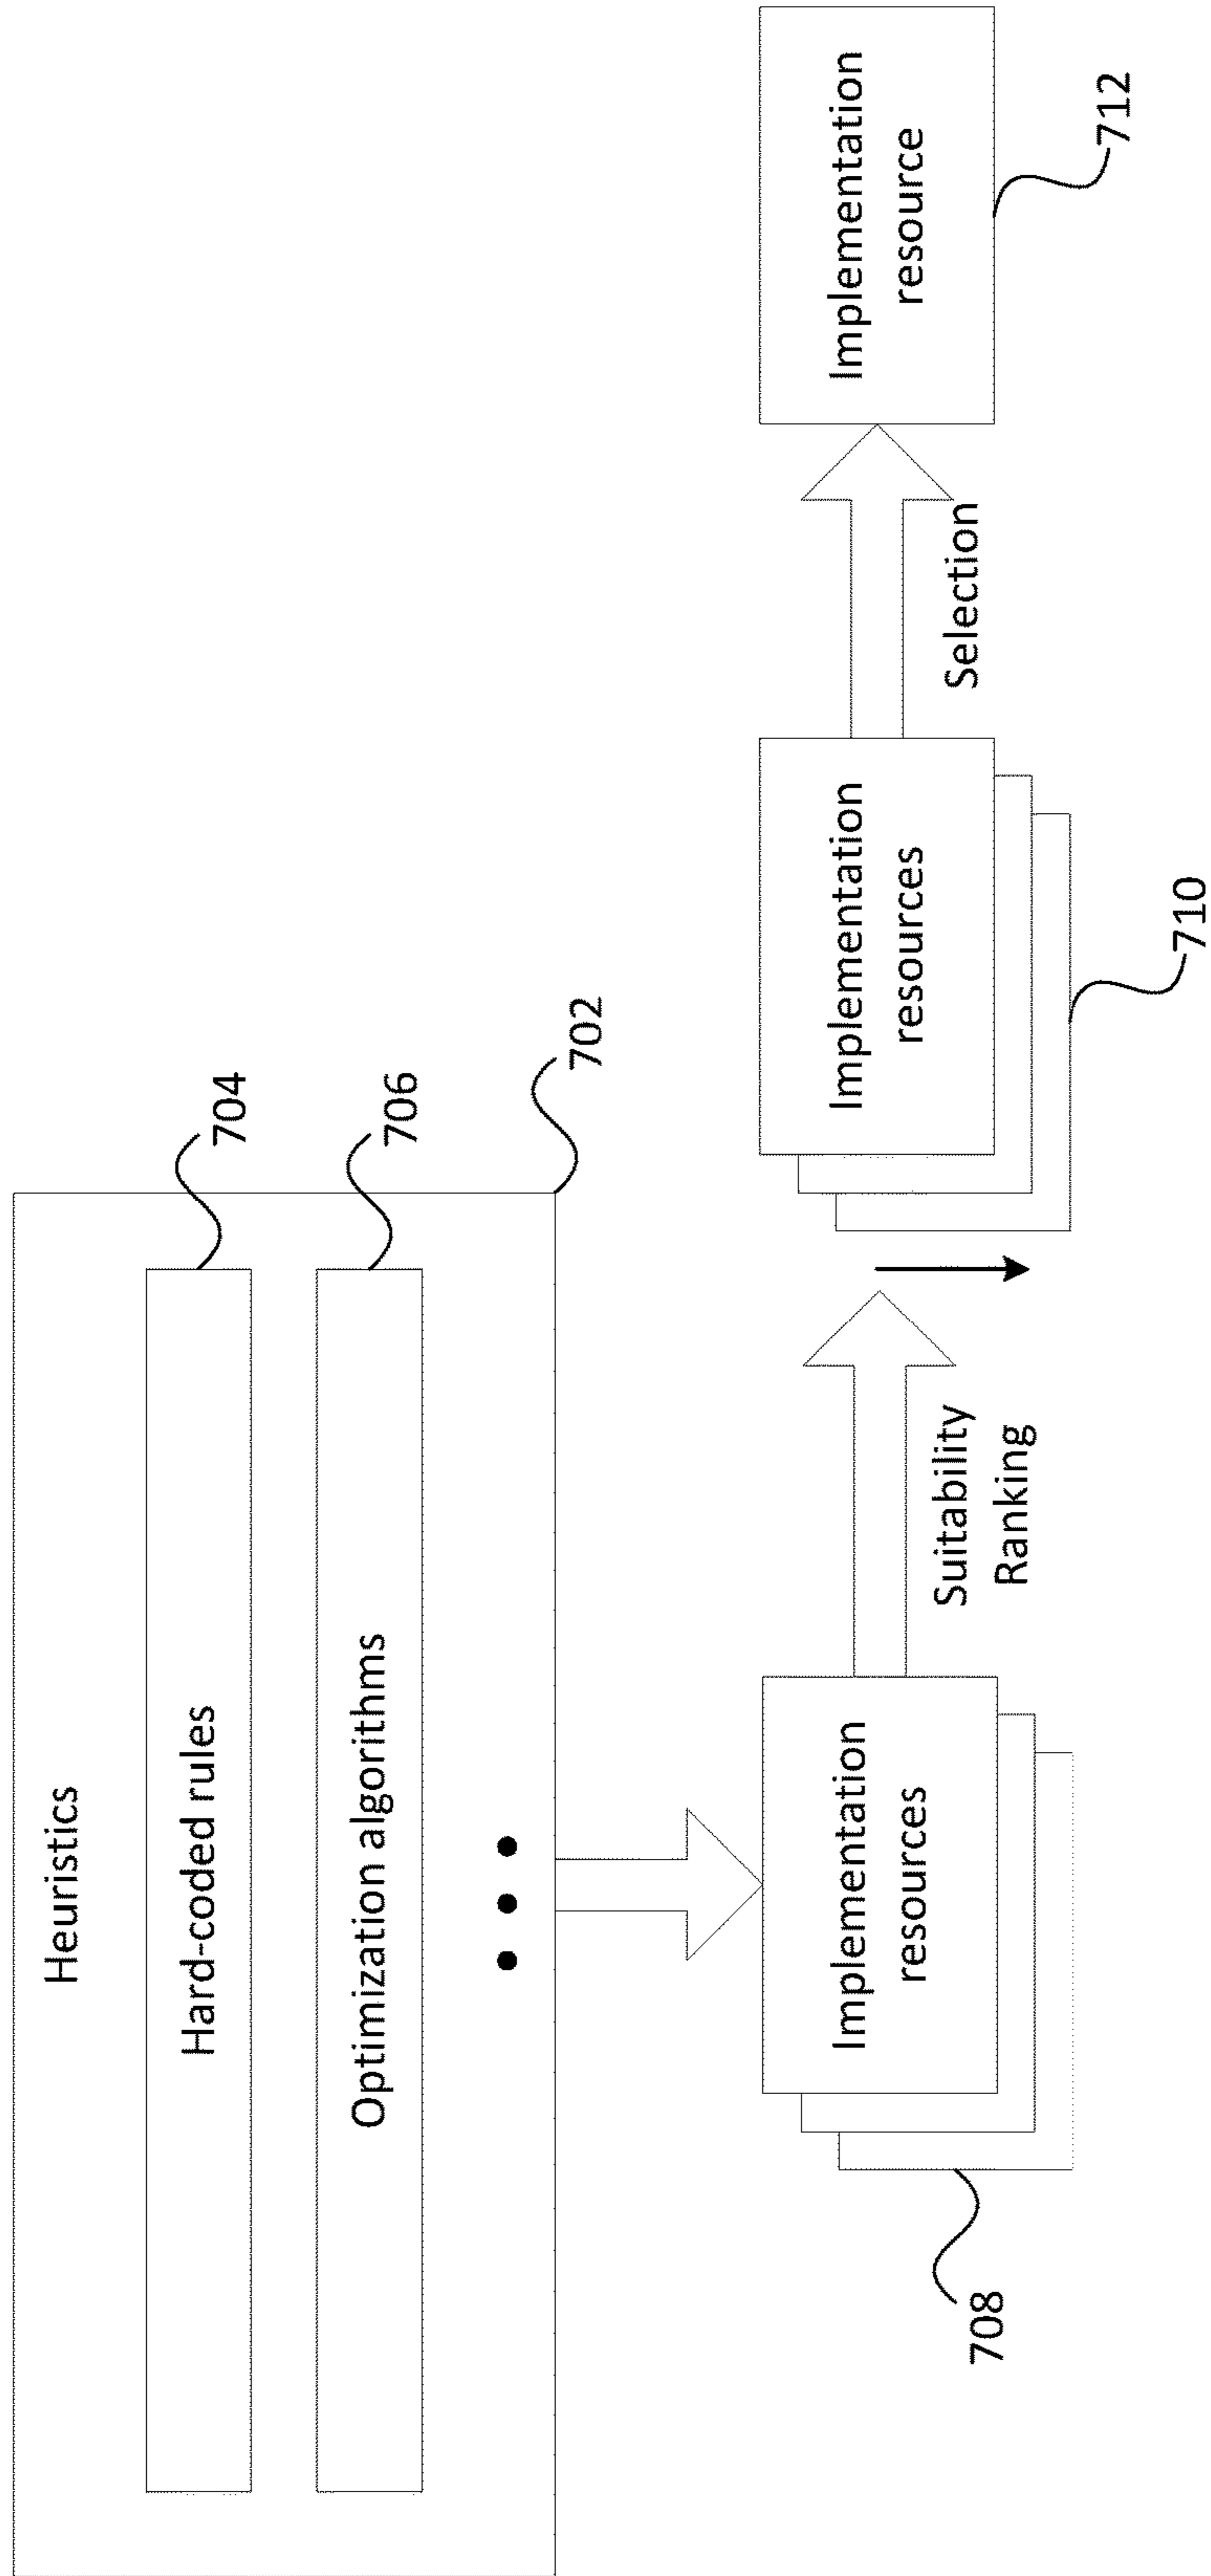 Heuristics
Hard-coded rules
704
Optimization algorithms
706
702
Implementation
resources
708
Suitability
Ranking
Implementation
resources
710
Selection
Implementation
resource
712